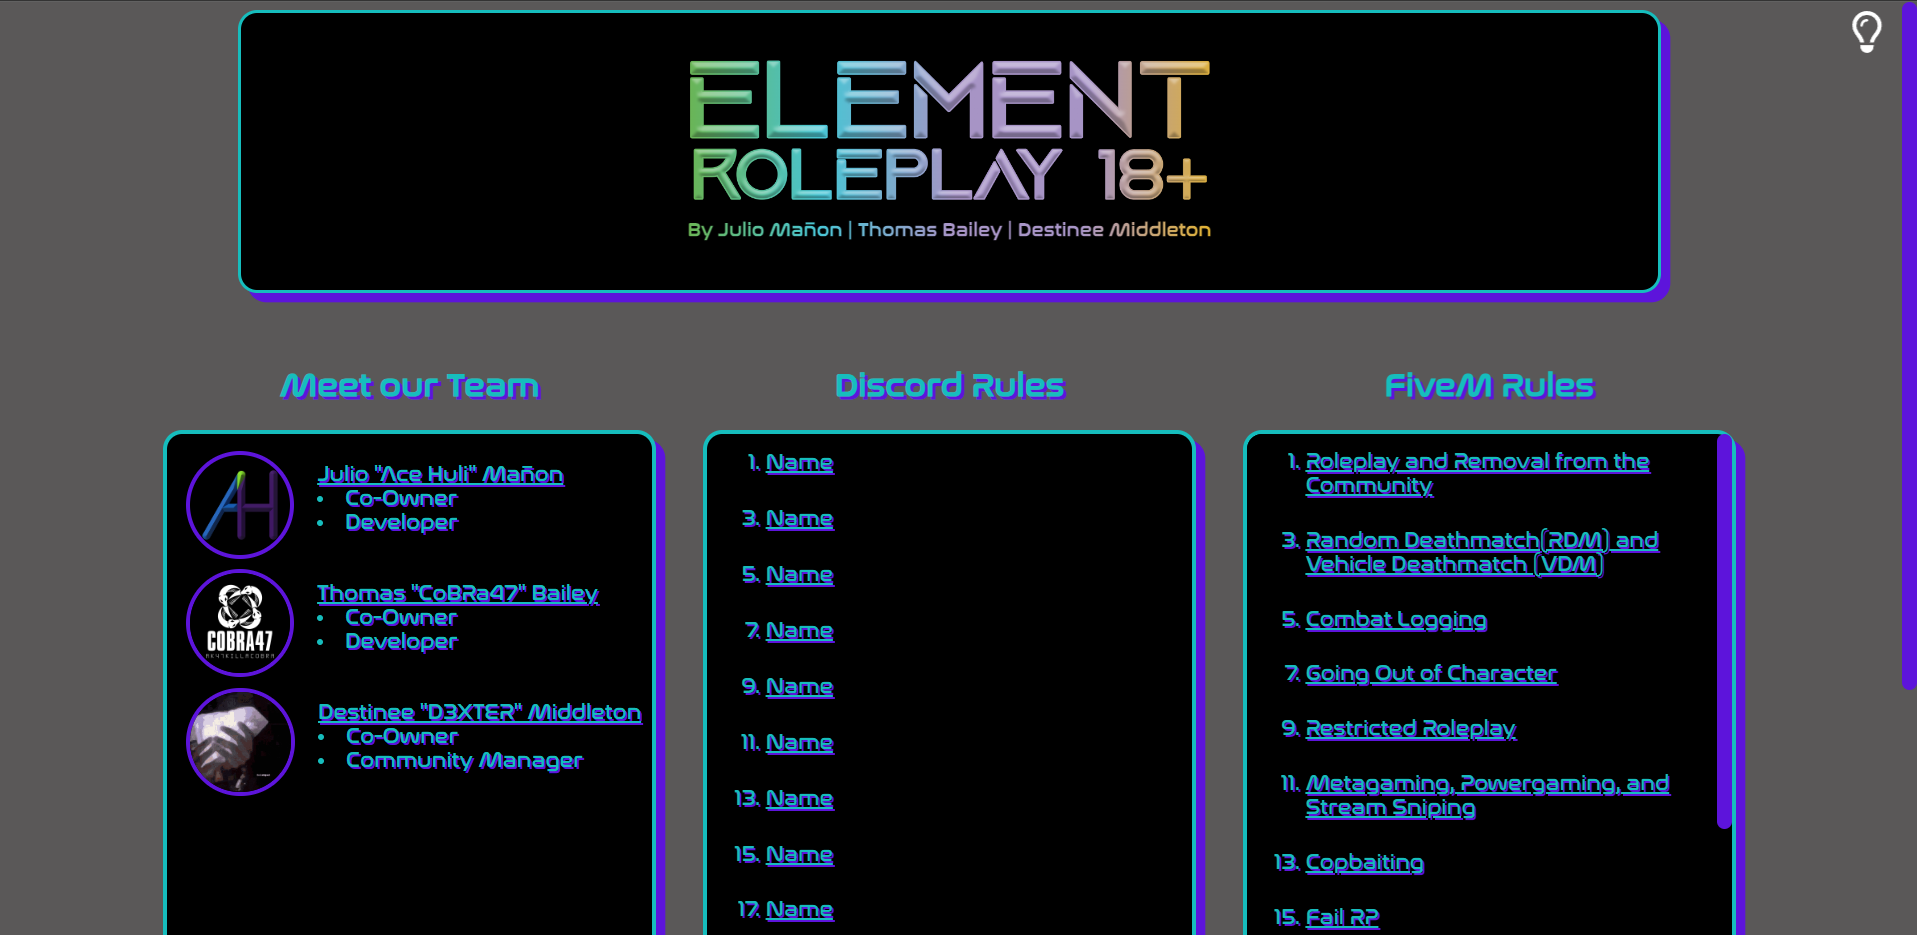 ELEMENT
ROLEPLAY 18+
By Julio Mañon | Thomas Bailey | Destinee Middleton
Meet our Team
Julio "Ace Huli" Mañon
• Co-Owner
• Developer
COBRA47
AK47KILLACOBRA
Thomas "CoBRa47" Bailey
• Co-Owner
• Developer
Destinee "D3XTER" Middleton
• Co-Owner
• Community Manager
Discord Rules
1. Name
3. Name
5. Name
7. Name
9. Name
11. Name
13. Name
15. Name
17. Name
FiveM Rules
1. Roleplay and Removal from the
Community
3. Random Deathmatch(RDM) and
Vehicle Deathmatch (VDM)
5. Combat Logging
7. Going Out of Character
9. Restricted Roleplay
11. Metagaming, Powergaming, and
Stream Sniping
13. Copbaiting
15. Fail RP